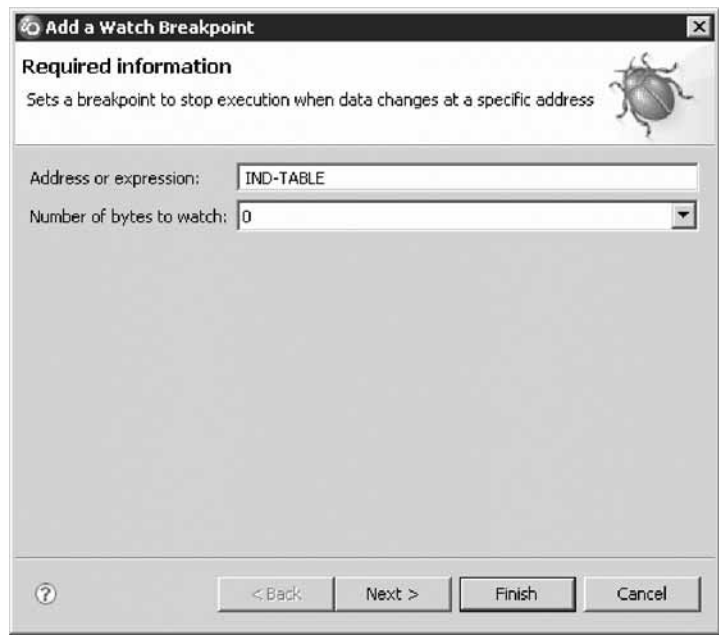 Add a Watch Breakpoint
Required information
Sets a breakpoint to stop execution when data changes at a specific address
Address or expression: IND-TABLE
Number of bytes to watch: 0
< Back Next > Finish Cancel